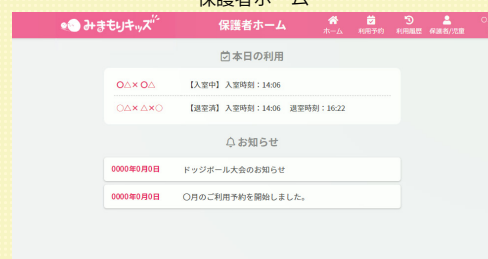 保護者ホーム
みまもりキッズ 保護者ホーム ホーム 利用予約 利用履歴 保護者/児童
本日の利用
○△× ○△ 【入室中】 入室時刻：14:06
○△× △×○ 【退室済】 入室時刻：14:06 退室時刻：16:22
お知らせ
0000年0月0日 ドッジボール大会のお知らせ
0000年0月0日 〇月のご利用予約を開始しました。